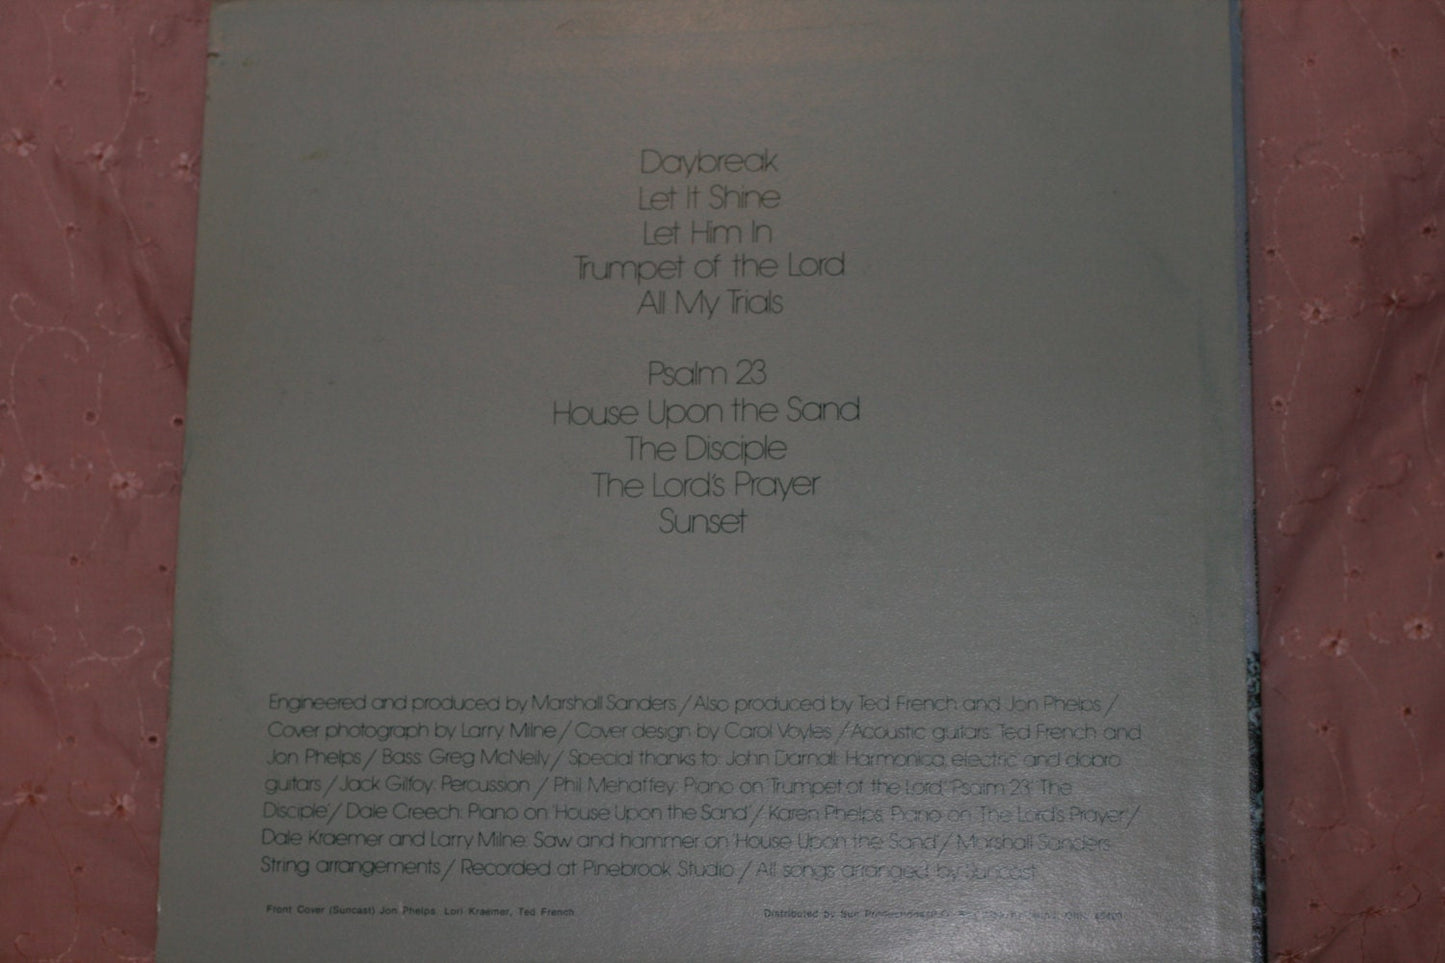 Daybreak
Let It Shine
Let Him In
Trumpet of the Lord
All My Trials
Psalm 23
House Upon the Sand
The Disciple
The Lord's Prayer
Sunset
Engineered and produced by Marshall Sanders / Also produced by Ted French and Jon Phelps /
Cover photograph by Larry Milne / Cover design by Carol Voyles / Acoustic guitars: Ted French and
Jon Phelps / Bass: Greg McNeily / Special thanks to: John Darnall: Harmonica, electric and dobro
guitars / Jack Gilfoy: Percussion / Phil Mehaffey: Piano on "Trumpet of the Lord" "Psalm 23" "The
Disciple" / Dale Creech: Piano on "House Upon the Sand" / Karen Phelps: Piano on "The Lord's Prayer" /
Dale Kraemer and Larry Milne: Saw and hammer on "House Upon the Sand" / Marshall Sanders:
String arrangements / Recorded at Pinebrook Studio / All songs arranged by Suncast
Front Cover (Suncast) Jon Phelps, Lori Kraemer, Ted French
Distributed by Sun Productions